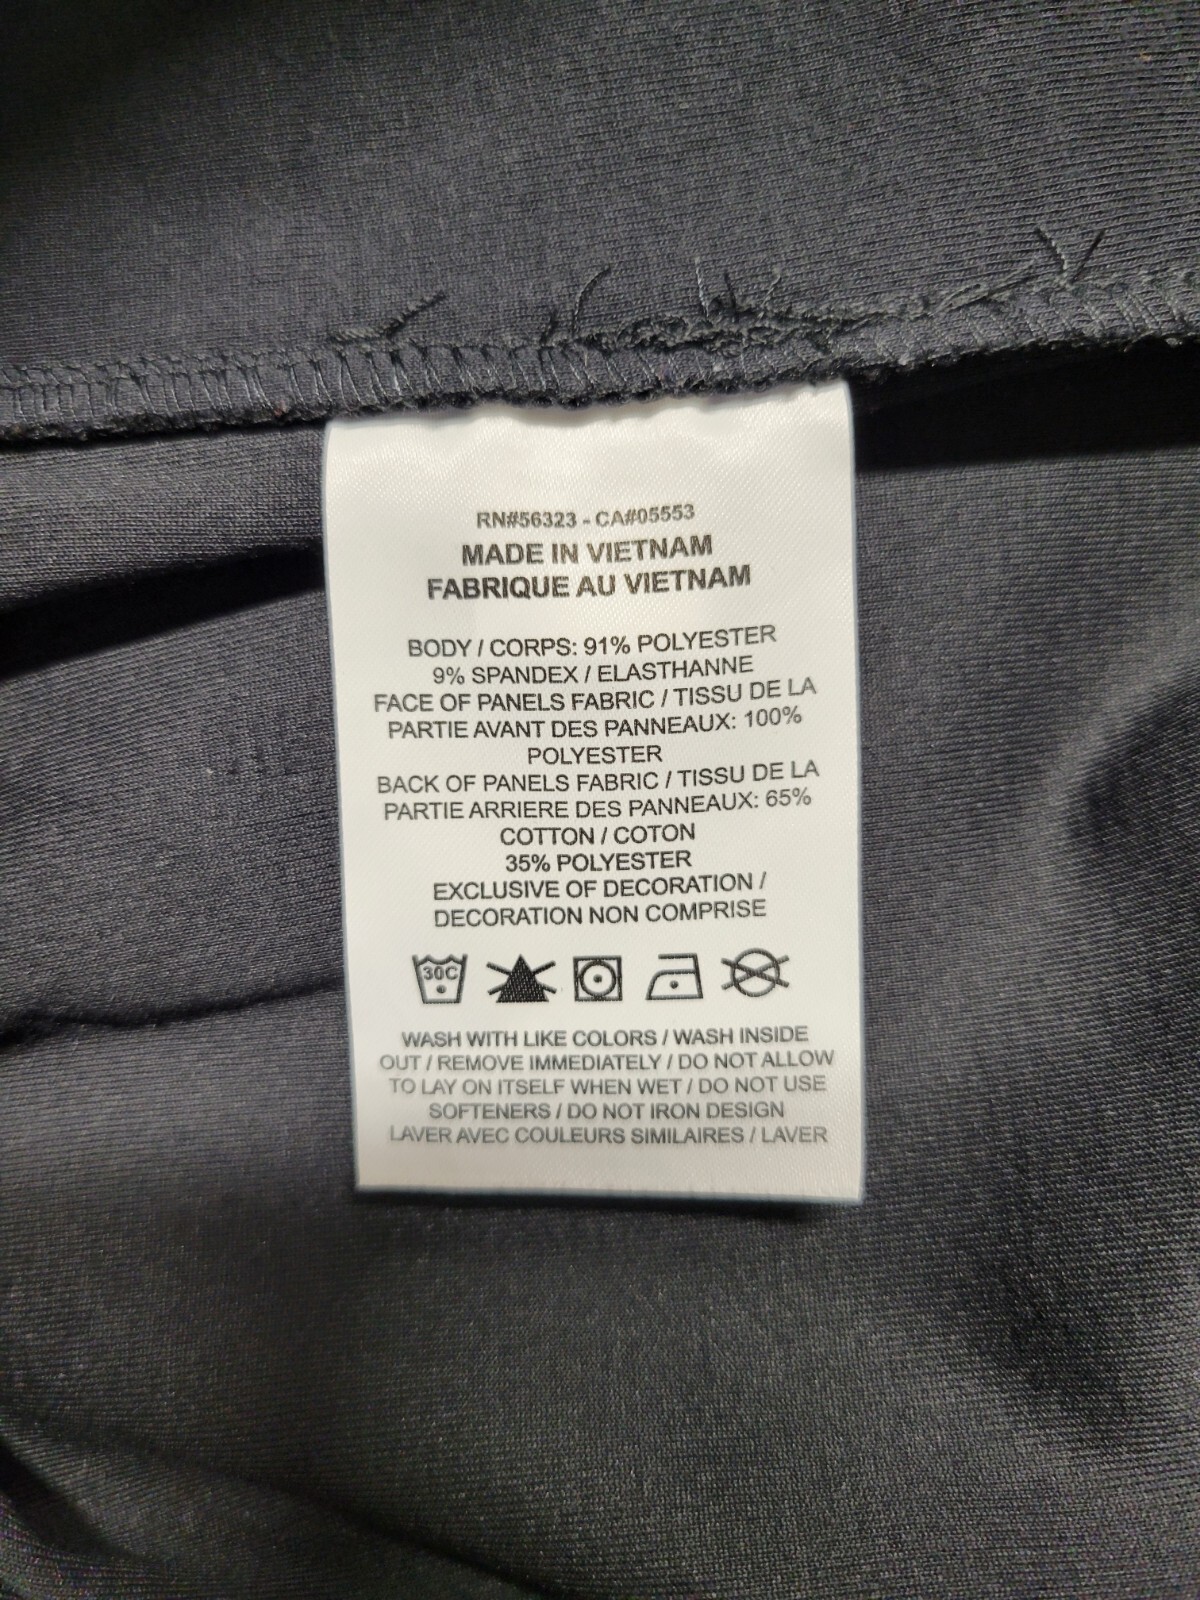 RN#56323 - CA#05553
MADE IN VIETNAM
FABRIQUE AU VIETNAM
BODY / CORPS: 91% POLYESTER
9% SPANDEX / ELASTHANNE
FACE OF PANELS FABRIC / TISSU DE LA
PARTIE AVANT DES PANNEAUX: 100%
POLYESTER
BACK OF PANELS FABRIC / TISSU DE LA
PARTIE ARRIERE DES PANNEAUX: 65%
COTTON / COTON
35% POLYESTER
EXCLUSIVE OF DECORATION /
DECORATION NON COMPRISE
30C
WASH WITH LIKE COLORS / WASH INSIDE
OUT / REMOVE IMMEDIATELY / DO NOT ALLOW
TO LAY ON ITSELF WHEN WET / DO NOT USE
SOFTENERS / DO NOT IRON DESIGN
LAVER AVEC COULEURS SIMILAIRES / LAVER